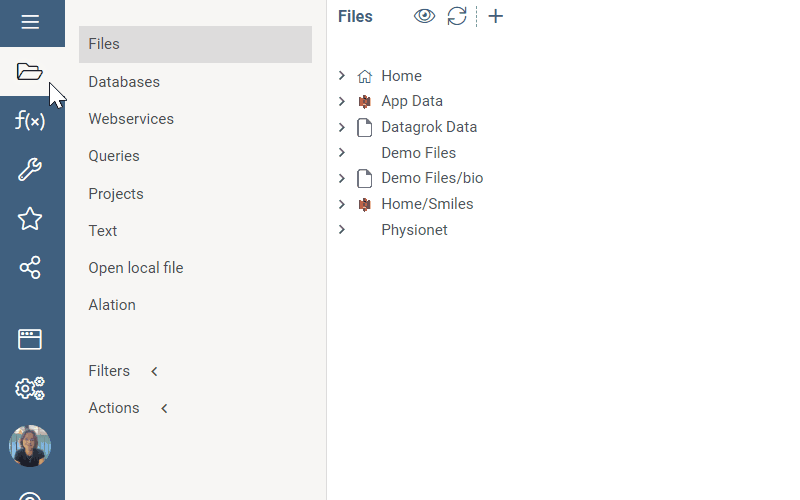 Files
Databases
Webservices
Queries
Projects
Text
Open local file
Alation
Filters
Actions
f(x)
Files
Home
App Data
Datagrok Data
Demo Files
Demo Files/bio
Home/Smiles
Physionet